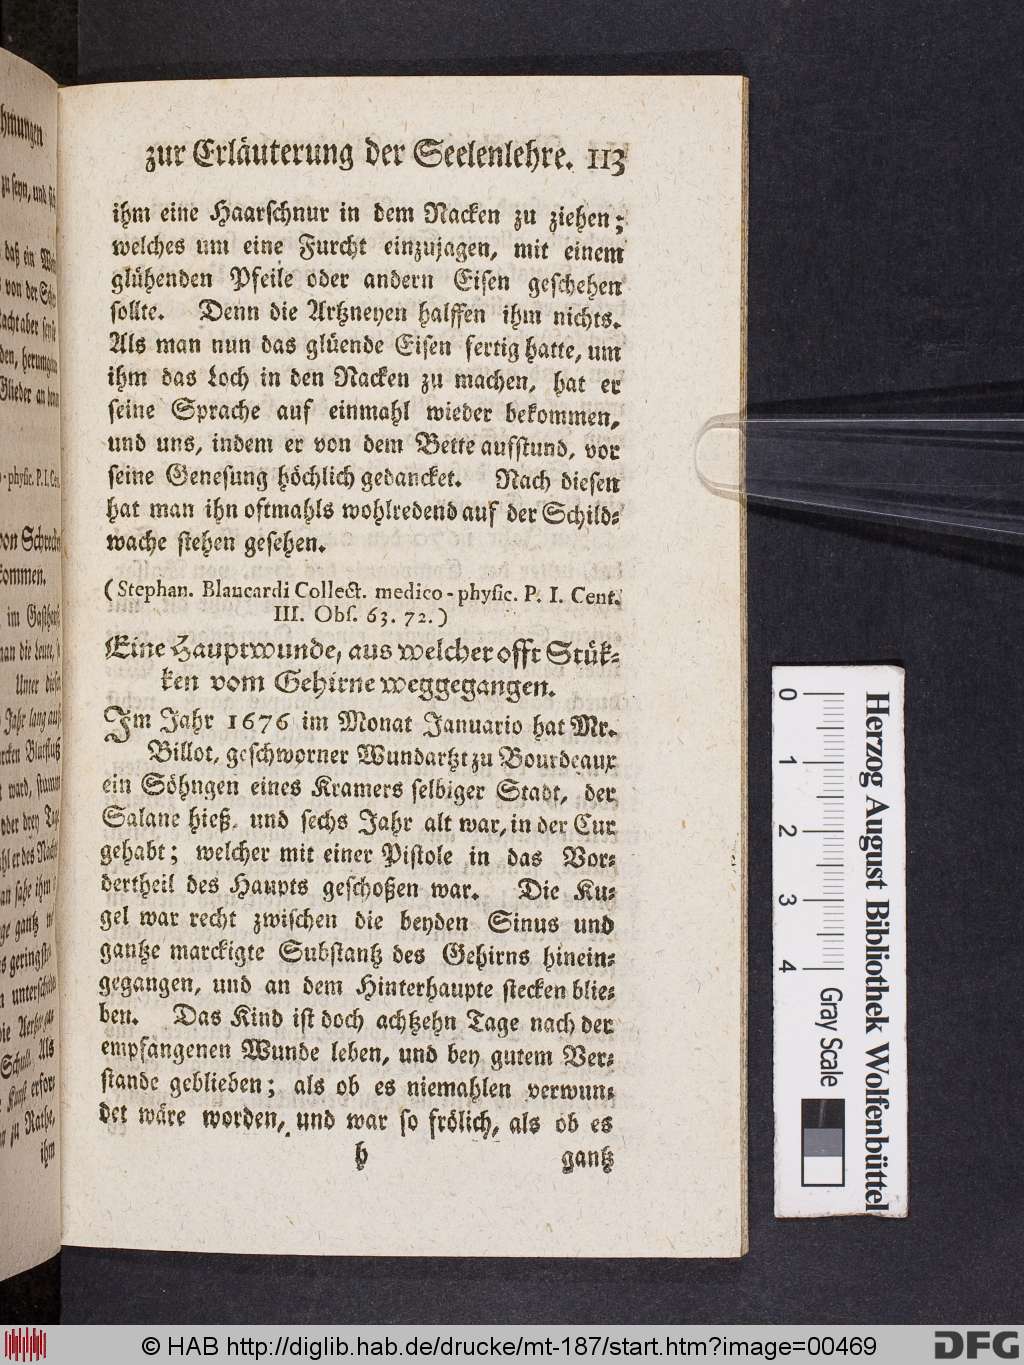 zur Erläuterung der Seelenlehre. 113
ihm eine Haarschnur in dem Nacken zu ziehen;
welches um eine Furcht einzujagen, mit einem
glühenden Pfeile oder andern Eisen geschehen
sollte. Denn die Artzneyen halffen ihm nichts.
Als man nun das glüende Eisen fertig hatte, um
ihm das Loch in den Nacken zu machen, hat er
seine Sprache auf einmahl wieder bekommen,
und uns, indem er von dem Bette aufstund, vor
seine Genesung höchlich gedancket. Nach diesen
hat man ihn oftmahls wohlredend auf der Schild=
wache stehen gesehen.
(Stephan. Blancardi Collect. medico-physic. P. I. Cent.
III. Obs. 63. 72.)
Eine Hauptwunde, aus welcher offt Stük=
ken vom Gehirne weggegangen.
Im Jahr 1676 im Monat Januario hat Mr.
Billot, geschworner Wundartzt zu Bourdeaux
ein Söhngen eines Kramers selbiger Stadt, der
Salane hieß, und sechs Jahr alt war, in der Cur
gehabt; welcher mit einer Pistole in das Vor=
dertheil des Haupts geschoßen war. Die Ku=
gel war recht zwischen die beyden Sinus und
gantze marckigte Substantz des Gehirns hinein=
gegangen, und an dem Hinterhaupte stecken blie=
ben. Das Kind ist doch achtzehn Tage nach der
empfangenen Wunde leben, und bey gutem Ver=
stande geblieben; als ob es niemahlen verwun=
det wäre worden, und war so frölich, als ob es
h gantz
0 1 2 3 4 Gray Scale
Herzog August Bibliothek Wolfenbüttel
© HAB http://diglib.hab.de/drucke/mt-187/start.htm?image=00469
DFG